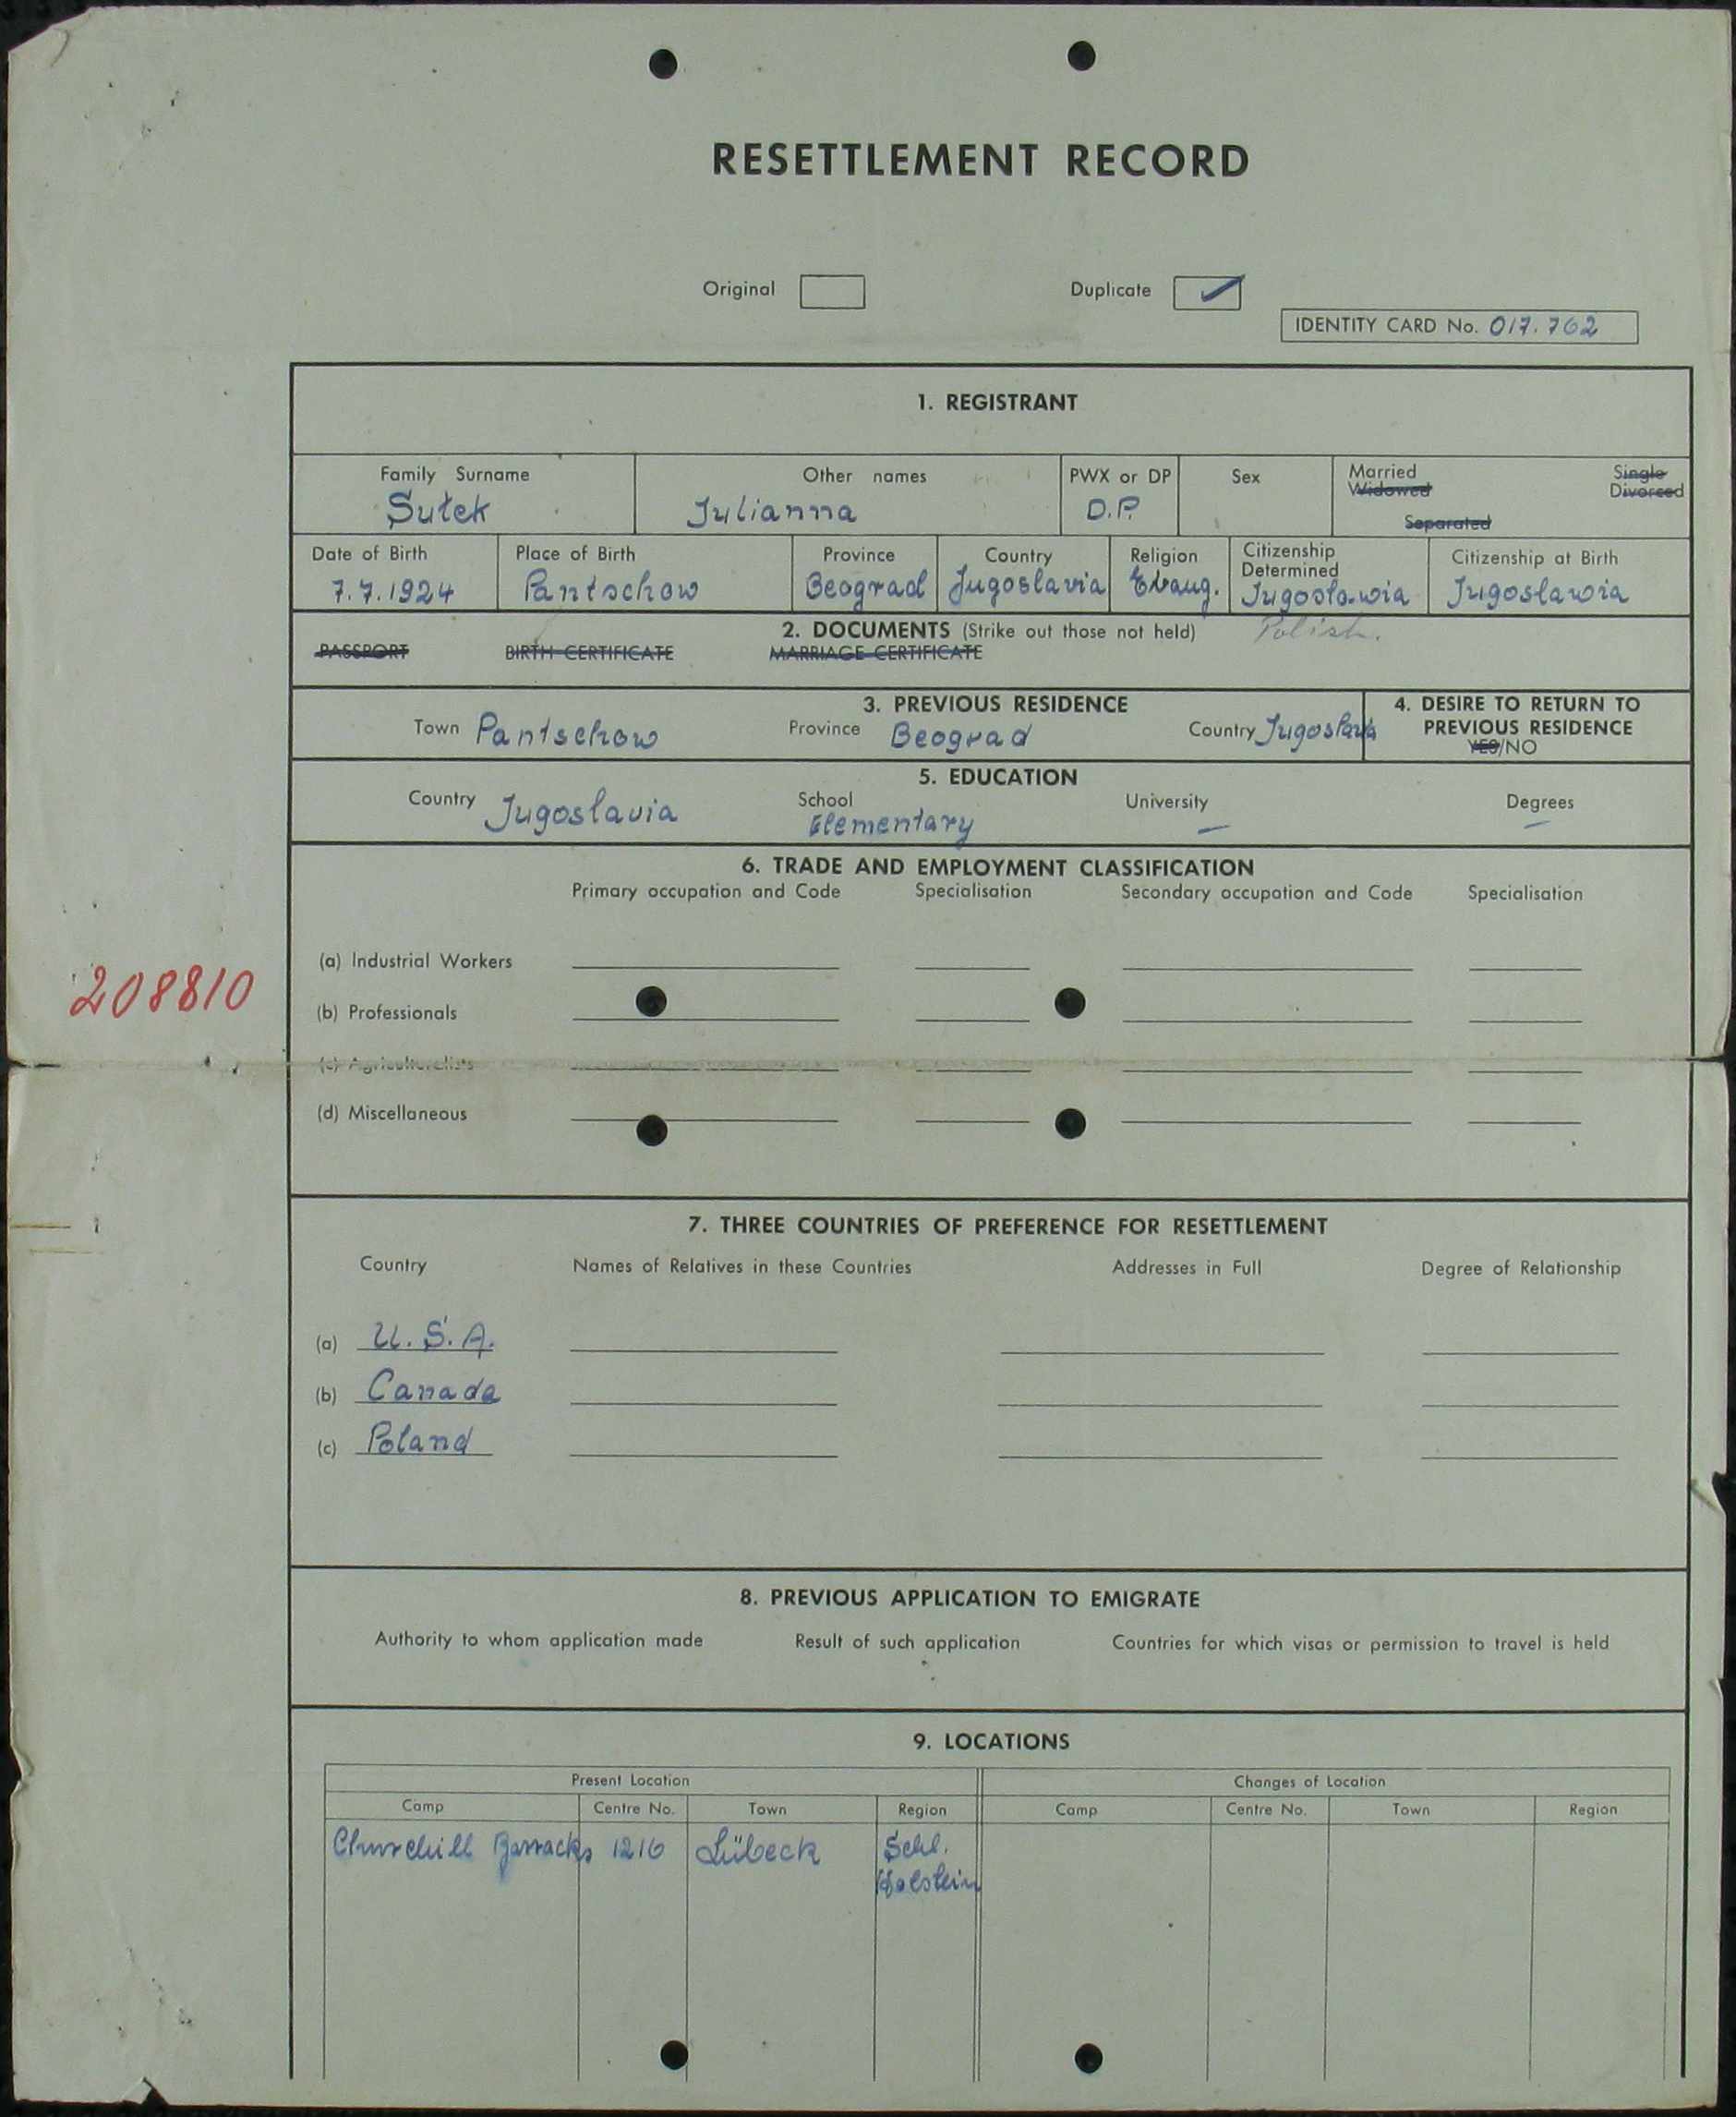 RESETTLEMENT RECORD
Original Duplicate ✓
IDENTITY CARD No. 017.762
1. REGISTRANT
Family Surname Other names PWX or DP Sex Married Single
Widowed Divorced
Separated
Sułek Julianna D.P.
Date of Birth Place of Birth Province Country Religion Citizenship Determined Citizenship at Birth
7.7.1924 Pantschow Beograd Jugoslavia Evang. Jugosławia Jugosławia
2. DOCUMENTS (Strike out those not held) Polish.
PASSPORT BIRTH CERTIFICATE MARRIAGE CERTIFICATE
3. PREVIOUS RESIDENCE
Town Pantschow Province Beograd Country Jugoslavia
4. DESIRE TO RETURN TO
PREVIOUS RESIDENCE
YES/NO
5. EDUCATION
Country Jugoslavia School Elementary University — Degrees —
6. TRADE AND EMPLOYMENT CLASSIFICATION
Primary occupation and Code Specialisation Secondary occupation and Code Specialisation
(a) Industrial Workers
208810
(b) Professionals
(c) Agriculturalists
(d) Miscellaneous
7. THREE COUNTRIES OF PREFERENCE FOR RESETTLEMENT
Country Names of Relatives in these Countries Addresses in Full Degree of Relationship
(a) U.S.A.
(b) Canada
(c) Poland
8. PREVIOUS APPLICATION TO EMIGRATE
Authority to whom application made Result of such application Countries for which visas or permission to travel is held
9. LOCATIONS
Present Location Changes of Location
Camp Centre No. Town Region Camp Centre No. Town Region
Churchill Barracks 1216 Lübeck Schl.
Holstein